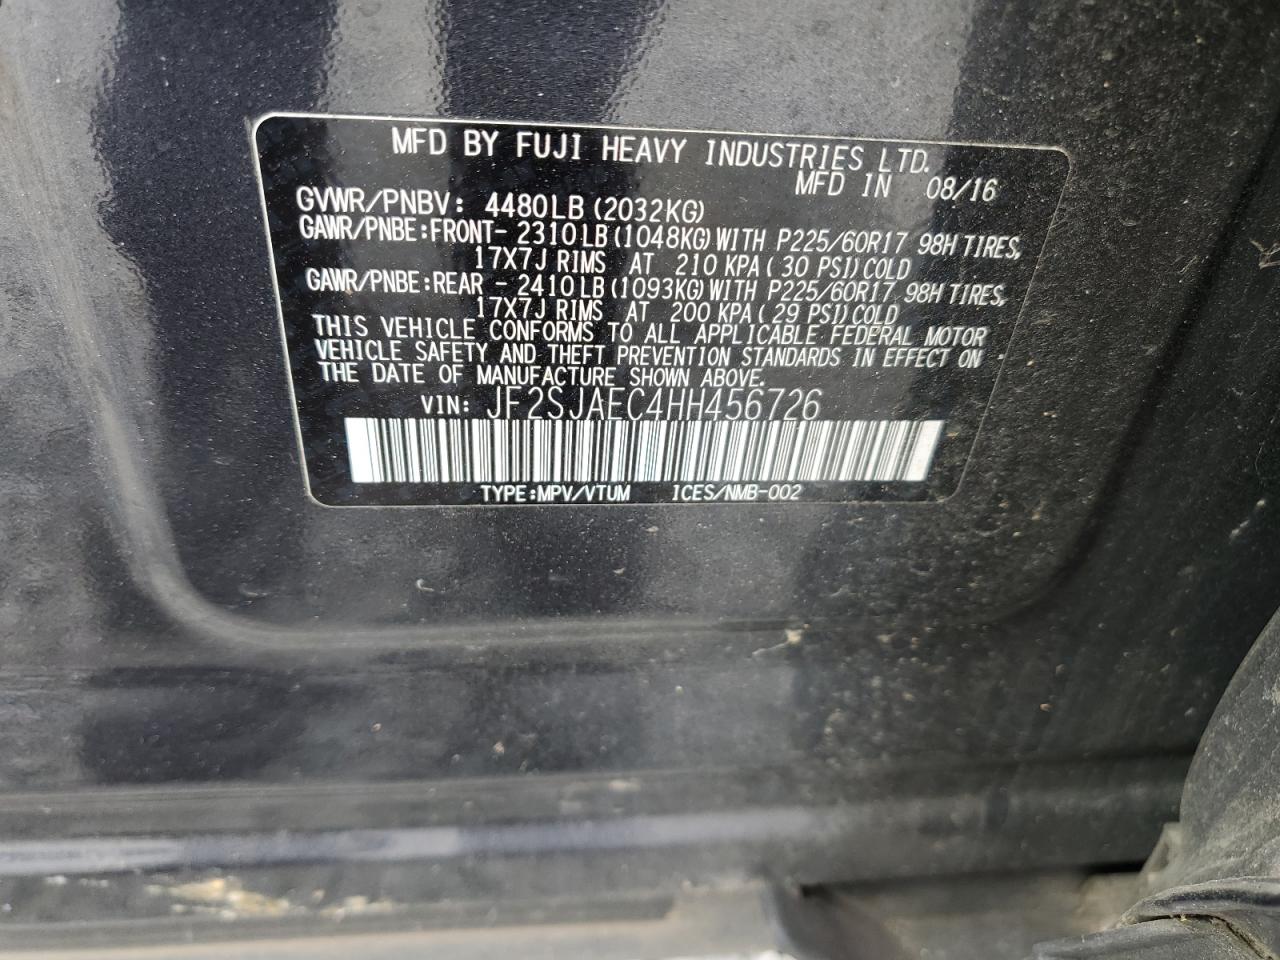 MFD BY FUJI HEAVY INDUSTRIES LTD.
MFD IN 08/16
GVWR/PNBV: 4480LB (2032KG)
GAWR/PNBE:FRONT- 2310LB (1048KG) WITH P225/60R17 98H TIRES,
17X7J RIMS AT 210 KPA (30 PSI) COLD
GAWR/PNBE:REAR - 2410LB (1093KG) WITH P225/60R17 98H TIRES,
17X7J RIMS AT 200 KPA (29 PSI) COLD
THIS VEHICLE CONFORMS TO ALL APPLICABLE FEDERAL MOTOR
VEHICLE SAFETY AND THEFT PREVENTION STANDARDS IN EFFECT ON
THE DATE OF MANUFACTURE SHOWN ABOVE.
VIN: JF2SJAEC4HH456726
TYPE:MPV/VTUM ICES/NMB-002